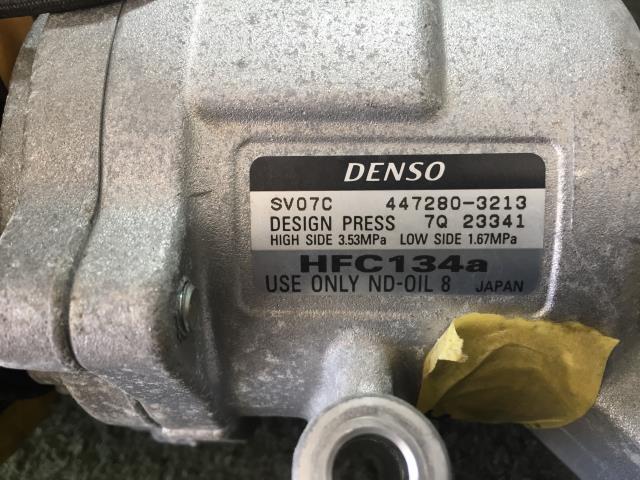 DENSO
SV07C 447280-3213
DESIGN PRESS 7Q 23341
HIGH SIDE 3.53MPa LOW SIDE 1.67MPa
HFC134a
USE ONLY ND-OIL 8 JAPAN